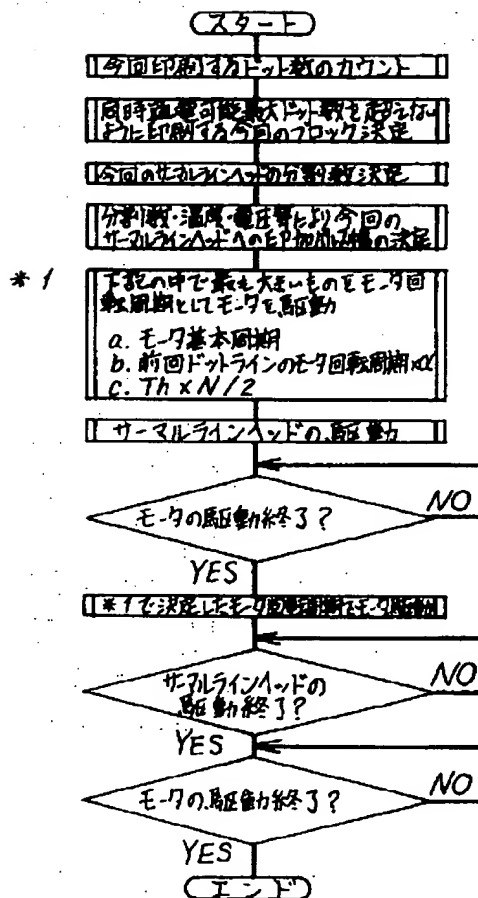 スタート
今回印刷するドット数のカウント
同時通電可能最大ドット数を超えない
ように印刷する今回のブロック決定
今回のサーマルラインヘッドの分割数決定
分割数・温度・電圧等により今回の
サーマルラインヘッドへの印加パルス幅の決定
*1
下記の中で最も大きいものをモータ回
転周期としてモータを駆動
a. モータ基本周期
b. 前回ドットラインのモータ回転周期×α
c. Th×N/2
サーマルラインヘッドの駆動
モータの駆動終了?
NO
YES
*1で決定したモータ回転周期でモータ駆動
サーマルラインヘッドの
駆動終了?
NO
YES
モータの駆動終了?
NO
YES
エンド